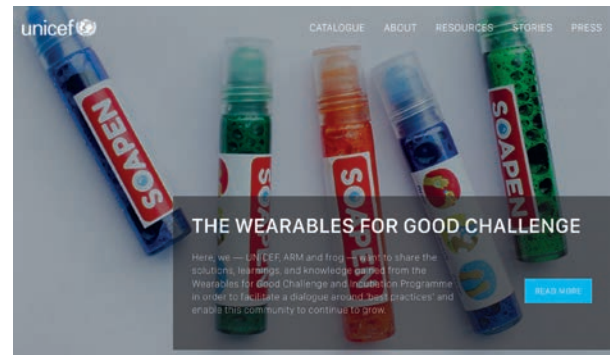 unicef
CATALOGUE ABOUT RESOURCES STORIES PRESS
SOAPEN
SOAPEN
SOAPEN
SOAPEN
THE WEARABLES FOR GOOD CHALLENGE
Here, we — UNICEF, ARM and frog — want to share the
solutions, learnings, and knowledge gained from the
Wearables for Good Challenge and Incubation Programme
in order to facilitate a dialogue around ‘best practices’ and
enable this community to continue to grow.
READ MORE